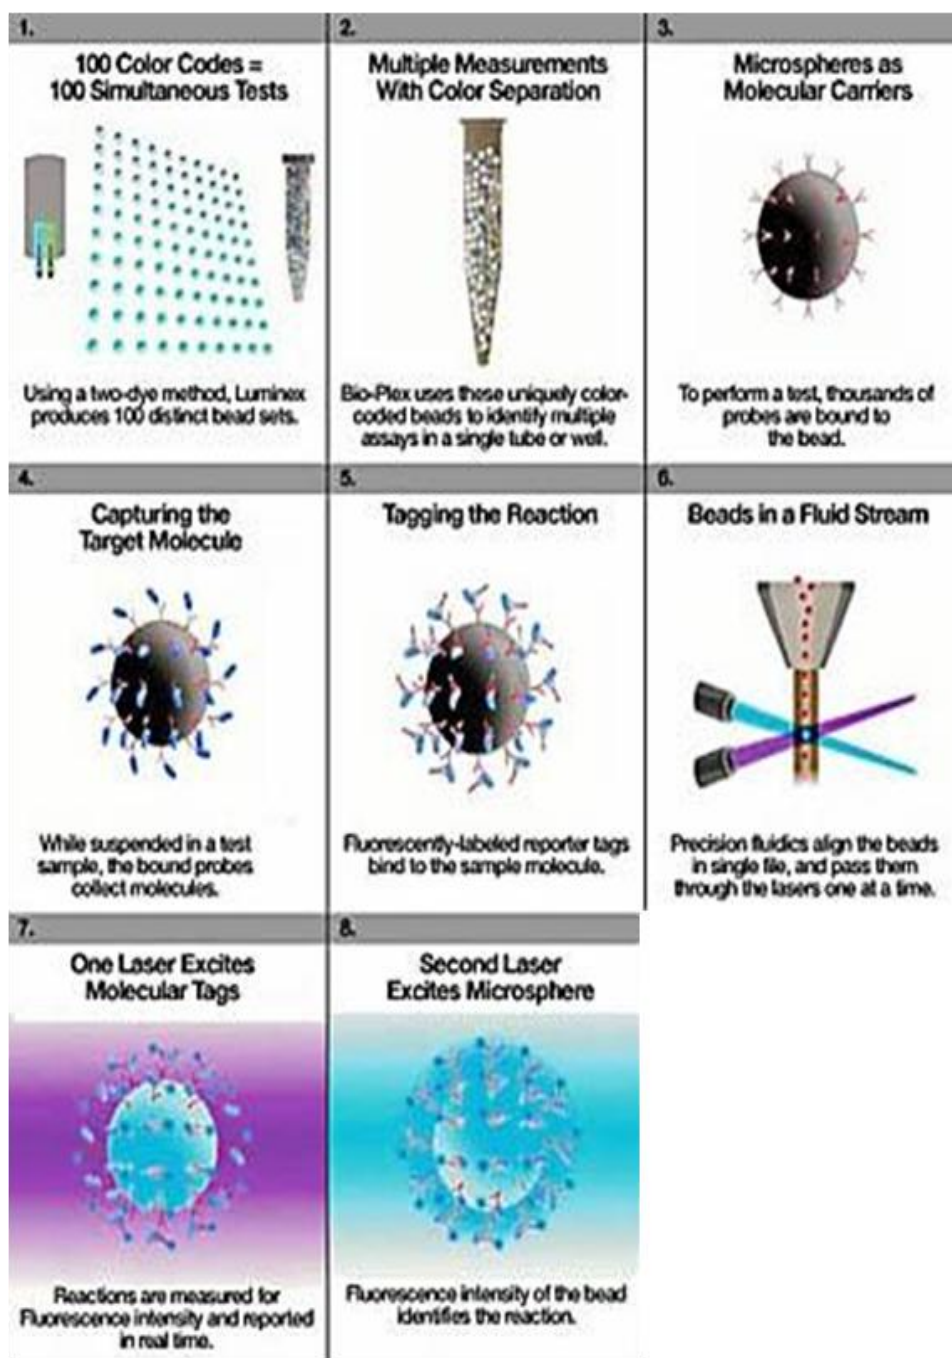 1.
100 Color Codes =
100 Simultaneous Tests
Using a two-dye method, Luminex
produces 100 distinct bead sets.
2.
Multiple Measurements
With Color Separation
Bio-Plex uses these uniquely color-
coded beads to identify multiple
assays in a single tube or well.
3.
Microspheres as
Molecular Carriers
To perform a test, thousands of
probes are bound to
the bead.
4.
Capturing the
Target Molecule
While suspended in a test
sample, the bound probes
collect molecules.
5.
Tagging the Reaction
Fluorescently-labeled reporter tags
bind to the sample molecule.
6.
Beads in a Fluid Stream
Precision fluidics align the beads
in single file, and pass them
through the lasers one at a time.
7.
One Laser Excites
Molecular Tags
Reactions are measured for
Fluorescence intensity and reported
in real time.
8.
Second Laser
Excites Microsphere
Fluorescence intensity of the bead
identifies the reaction.